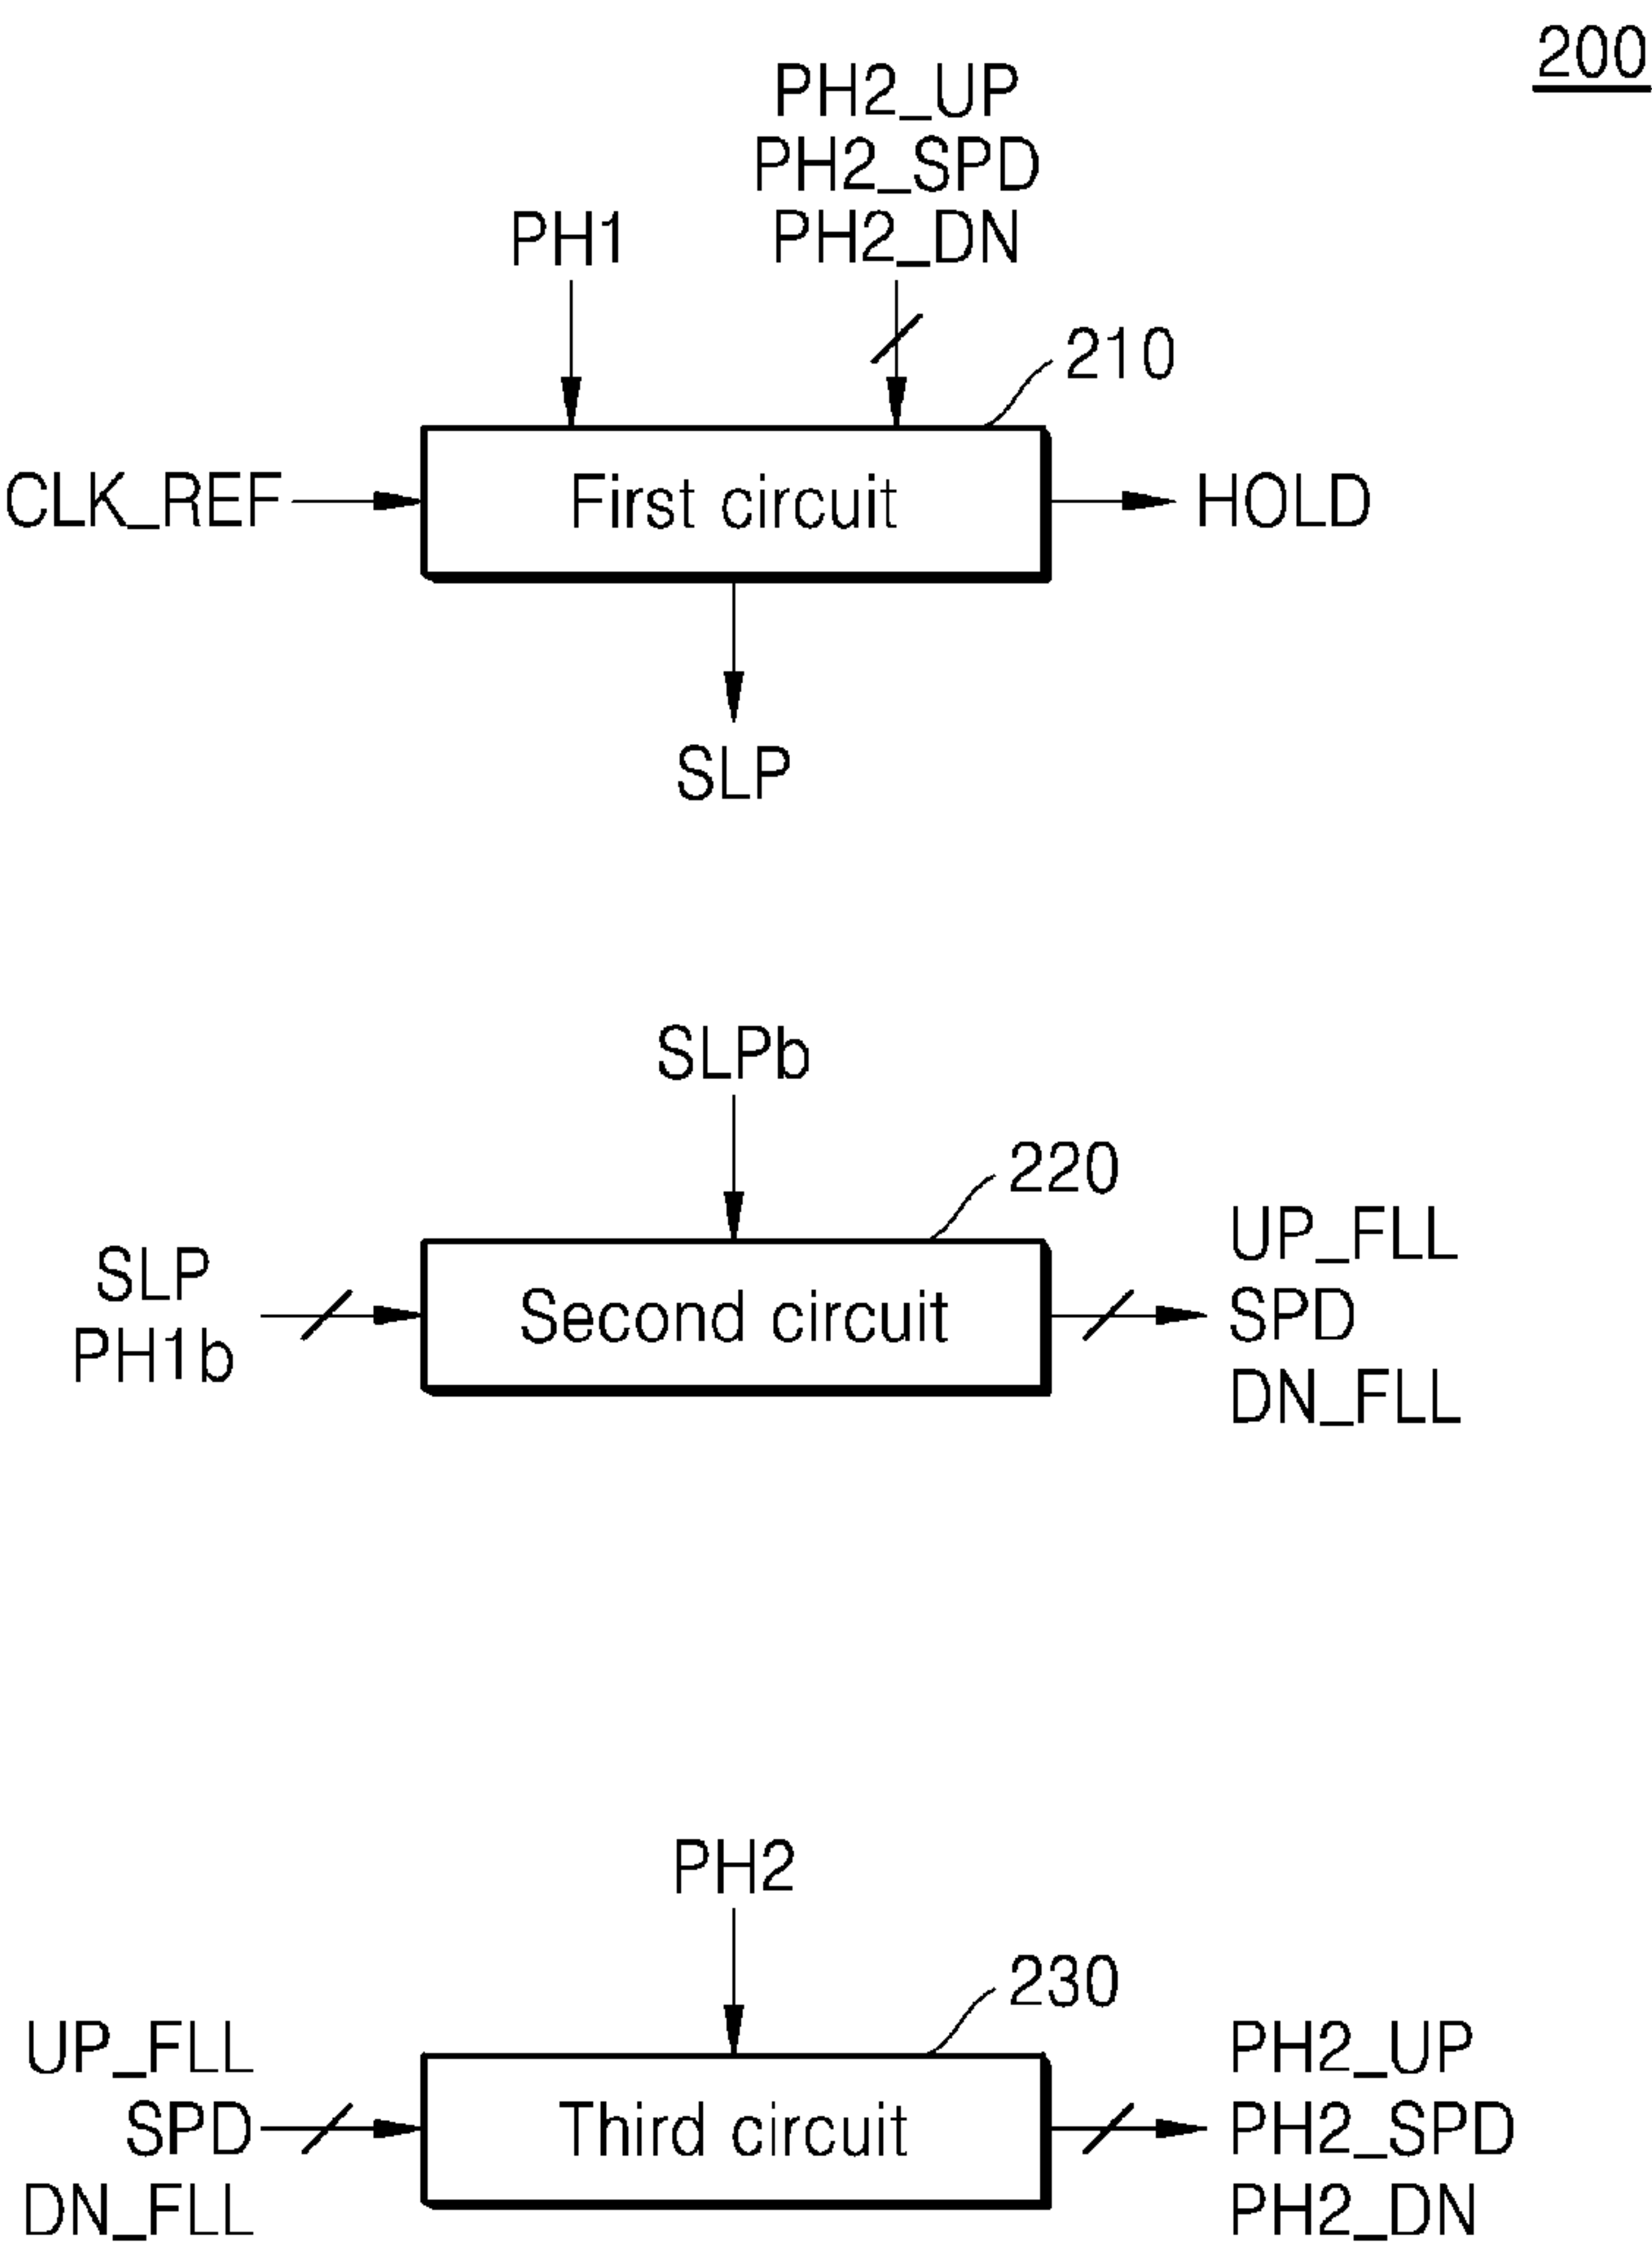 200
PH2_UP
PH2_SPD
PH1
PH2_DN
210
CLK_REF
First circuit
HOLD
SLP
SLPb
220
UP_FLL
SLP
Second circuit
SPD
PH1b
DN_FLL
PH2
230
UP_FLL
PH2_UP
SPD
Third circuit
PH2_SPD
DN_FLL
PH2_DN